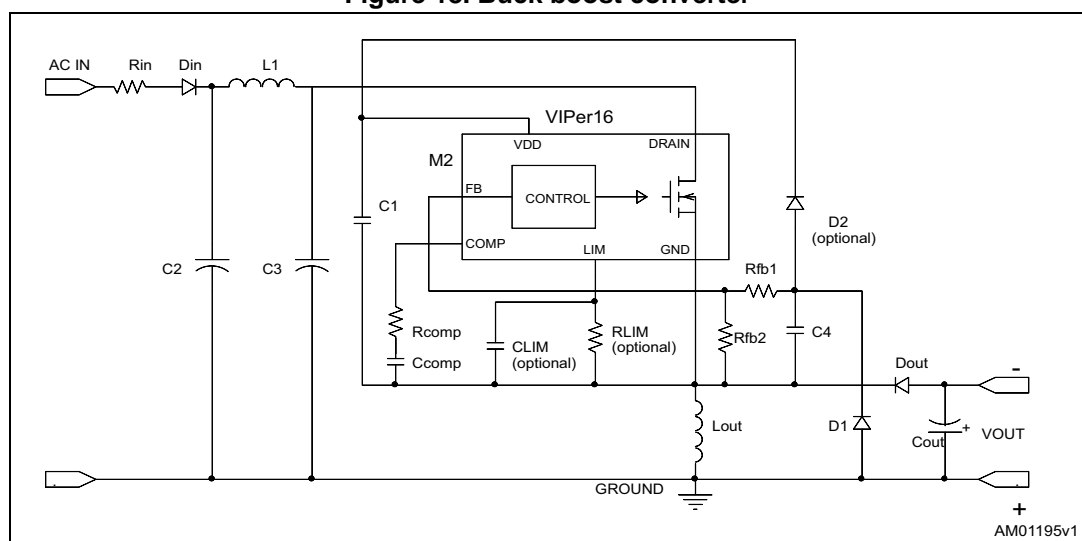 Figure 18. Buck boost converter
AC IN
Rin
Din
L1
VIPer16
VDD
DRAIN
M2
FB
CONTROL
C1
D2
(optional)
COMP
LIM
GND
C2
C3
Rfb1
Rcomp
CLIM
(optional)
RLIM
(optional)
Rfb2
C4
Ccomp
Dout
-
Lout
D1
Cout
+
VOUT
GROUND
+
AM01195v1